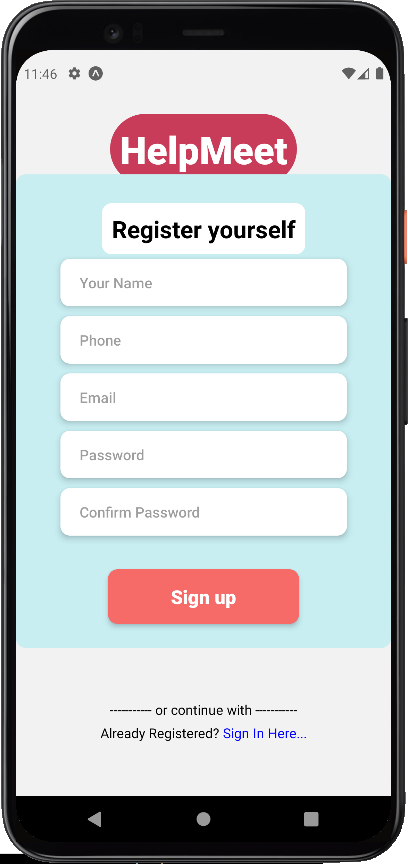 11:46
HelpMeet
Register yourself
Your Name
Phone
Email
Password
Confirm Password
Sign up
----------- or continue with -----------
Already Registered? Sign In Here...